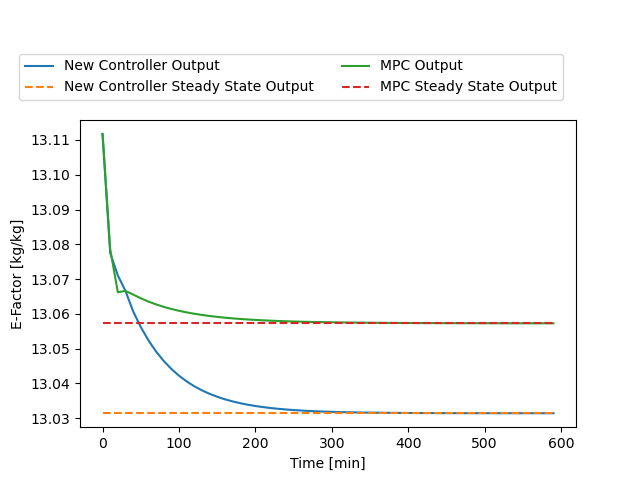 New Controller Output
New Controller Steady State Output
MPC Output
MPC Steady State Output
13.11
13.10
13.09
13.08
13.07
13.06
13.05
13.04
13.03
E-Factor [kg/kg]
0 100 200 300 400 500 600
Time [min]